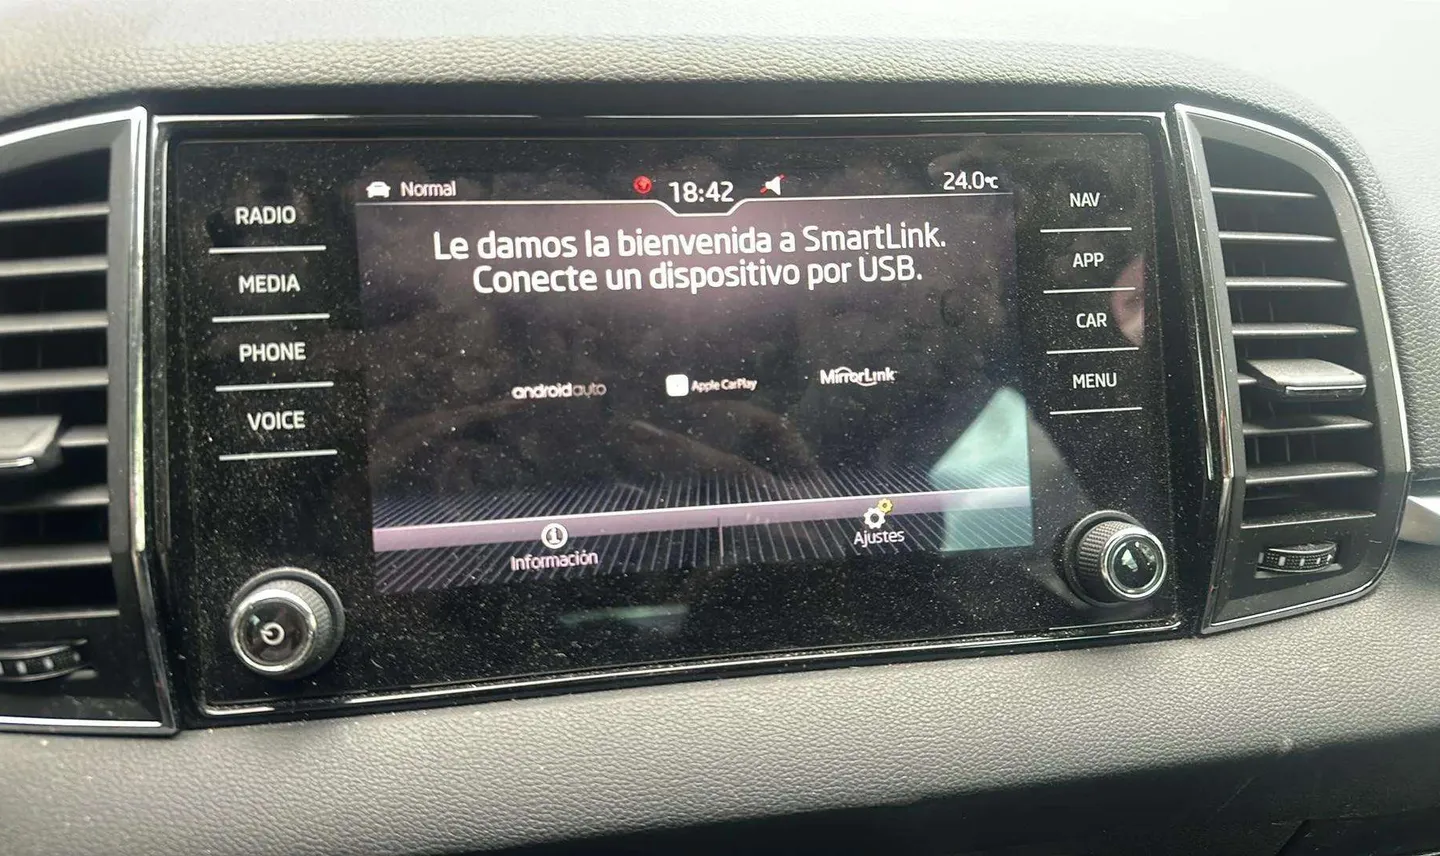 Normal
18:42
24.0°C
RADIO
MEDIA
PHONE
VOICE
Le damos la bienvenida a SmartLink.
Conecte un dispositivo por USB.
androidauto
Apple CarPlay
MirrorLink
Información
Ajustes
NAV
APP
CAR
MENU